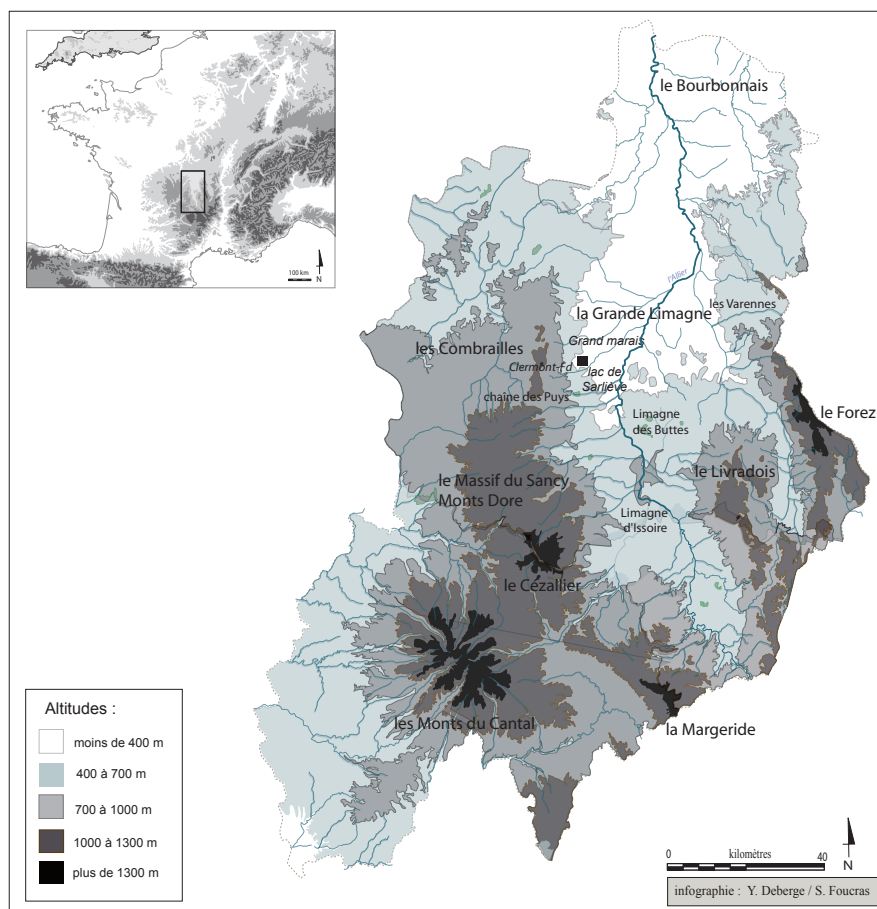 100 km
N
le Bourbonnais
l'Allier
les Varennes
la Grande Limagne
Grand marais
les Combrailles
Clermont-Fd
lac de
Sarliève
chaîne des Puys
le Forez
Limagne
des Buttes
le Livradois
le Massif du Sancy
Monts Dore
Limagne
d'Issoire
le Cézallier
les Monts du Cantal
la Margeride
Altitudes :
moins de 400 m
400 à 700 m
700 à 1000 m
1000 à 1300 m
plus de 1300 m
0 kilomètres 40
N
infographie : Y. Deberge / S. Foucras